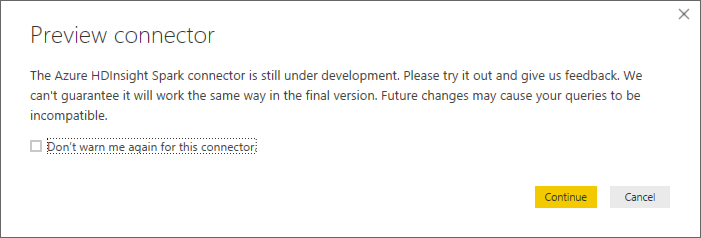 Preview connector
The Azure HDInsight Spark connector is still under development. Please try it out and give us feedback. We
can't guarantee it will work the same way in the final version. Future changes may cause your queries to be
incompatible.
Don't warn me again for this connector.
Continue Cancel